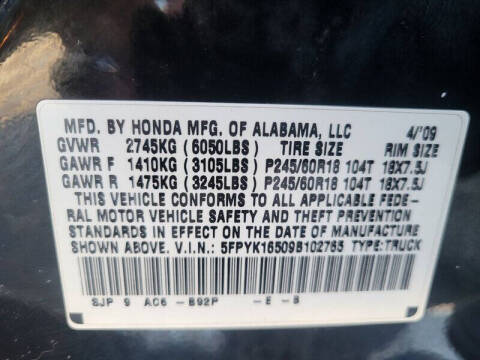 MFD. BY HONDA MFG. OF ALABAMA, LLC 4/'09
GVWR 2745KG (6050LBS) TIRE SIZE RIM SIZE
GAWR F 1410KG (3105LBS) P245/60R18 104T 18X7.5J
GAWR R 1475KG (3245LBS) P245/60R18 104T 18X7.5J
THIS VEHICLE CONFORMS TO ALL APPLICABLE FEDE-
RAL MOTOR VEHICLE SAFETY AND THEFT PREVENTION
STANDARDS IN EFFECT ON THE DATE OF MANUFACTURE
SHOWN ABOVE. V.I.N.: 5FPYK16509B102765 TYPE:TRUCK
SJP 9 AC6 -B92P -E -B